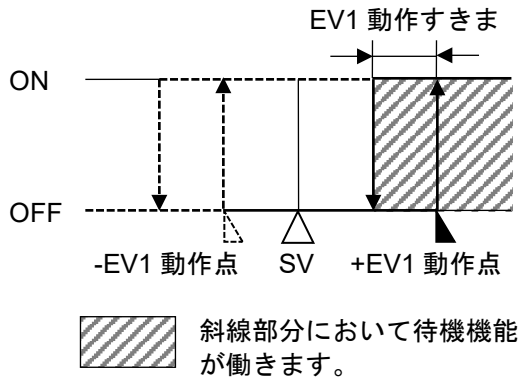 EV1 動作すきま
ON
OFF
-EV1 動作点 SV +EV1 動作点
斜線部分において待機機能
が働きます。